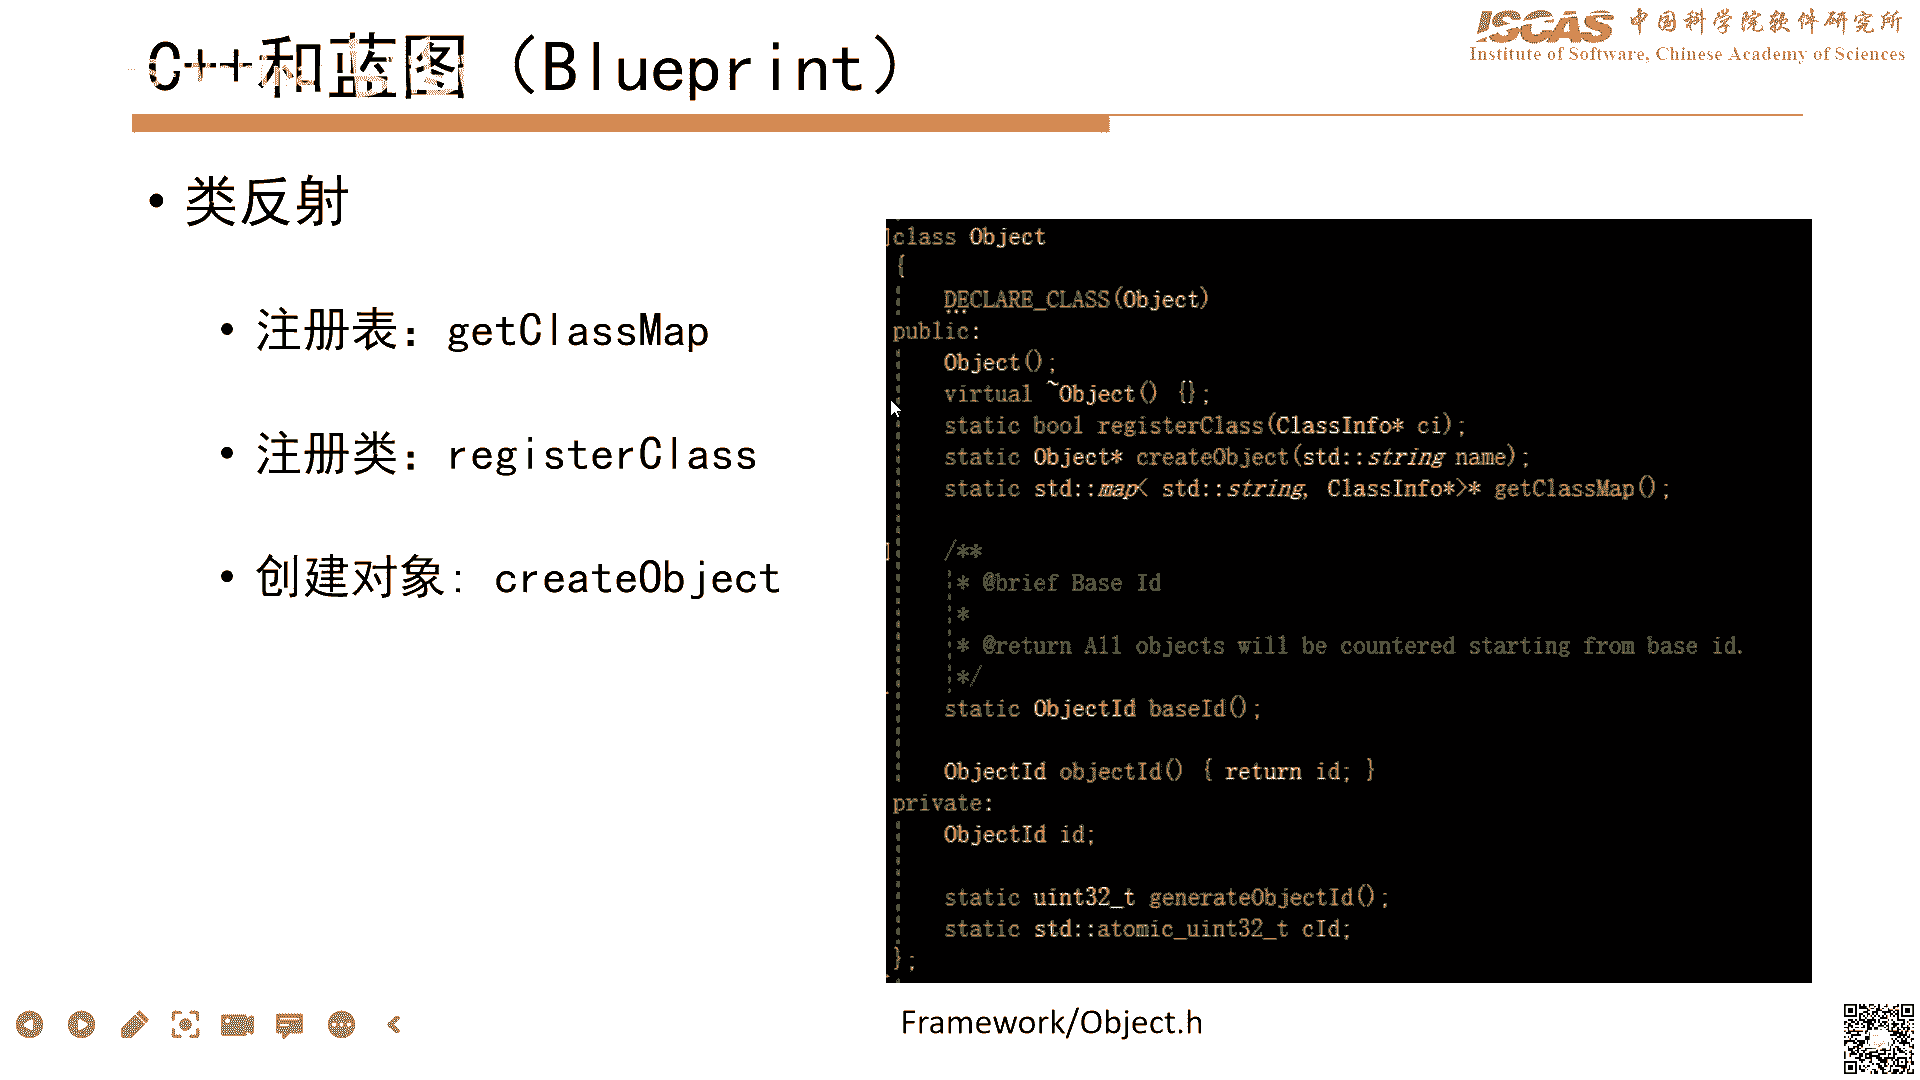 ISCAS 中国科学院软件研究所
Institute of Software, Chinese Academy of Sciences
C++和蓝图（Blueprint）
• 类反射
• 注册表：getClassMap
• 注册类：registerClass
• 创建对象: createObject
class Object
{
DECLARE_CLASS(Object)
public:
Object();
virtual ~Object() {};
static bool registerClass(ClassInfo* ci);
static Object* createObject(std::string name);
static std::map< std::string, ClassInfo*>* getClassMap();
/**
* @brief Base Id
*
* @return All objects will be countered starting from base id.
*/
static ObjectId baseId();
ObjectId objectId() { return id; }
private:
ObjectId id;
static uint32_t generateObjectId();
static std::atomic_uint32_t cId;
};
Framework/Object.h